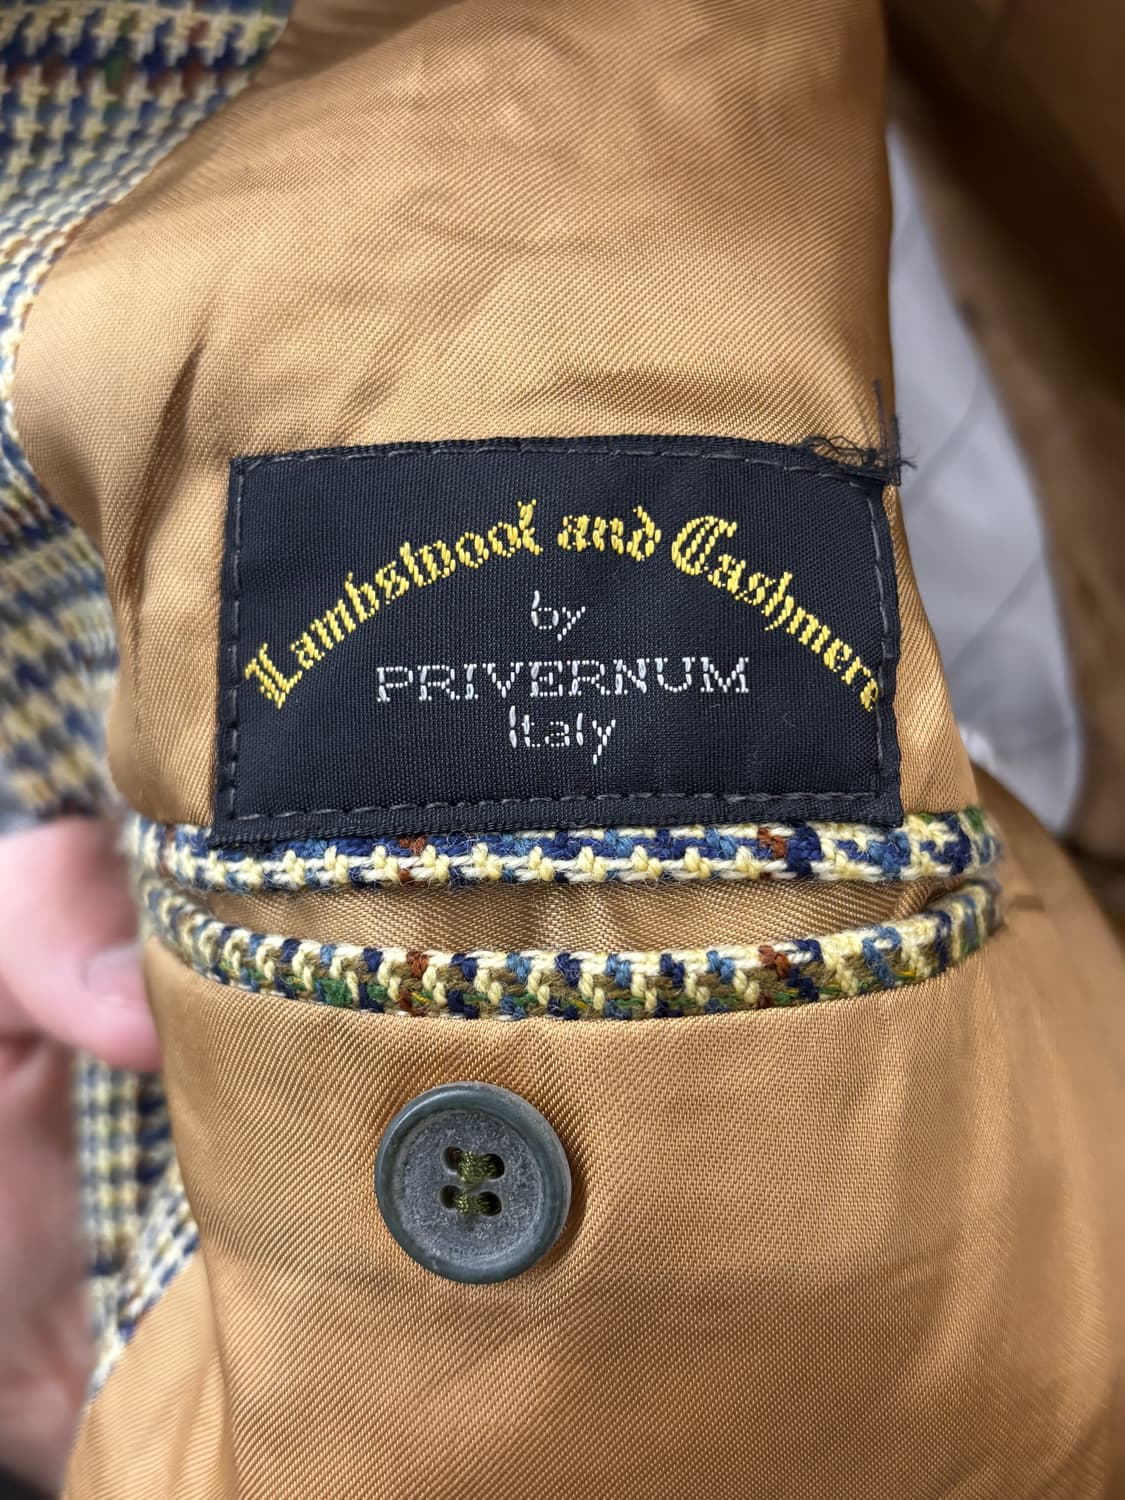 Lambswool and Cashmere
by
PRIVERNUM
Italy